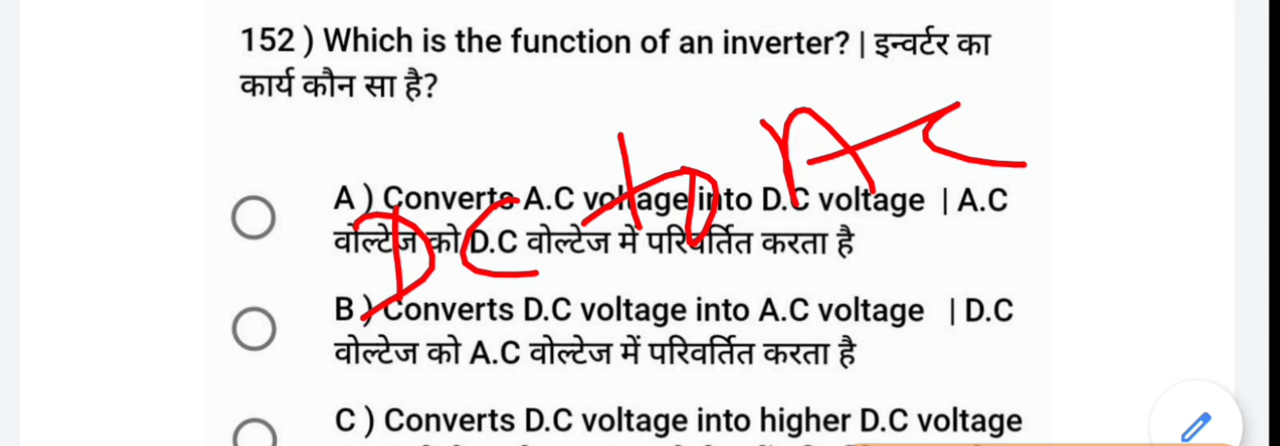 152 ) Which is the function of an inverter? | इन्वर्टर का
कार्य कौन सा है?
DC to AC
A ) Converts A.C voltage into D.C voltage | A.C
वोल्टेज को D.C वोल्टेज में परिवर्तित करता है
B ) Converts D.C voltage into A.C voltage | D.C
वोल्टेज को A.C वोल्टेज में परिवर्तित करता है
C ) Converts D.C voltage into higher D.C voltage